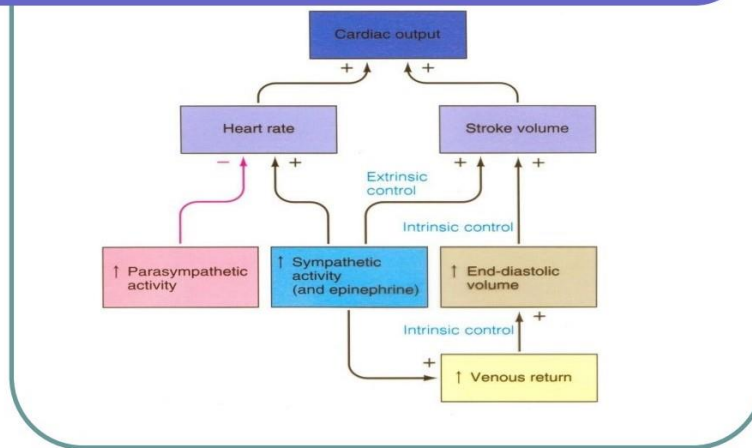 Cardiac output
+
+
Heart rate
Stroke volume
−
+
+
+
Extrinsic
control
Intrinsic control
↑ Parasympathetic
activity
↑ Sympathetic
activity
(and epinephrine)
↑ End-diastolic
volume
Intrinsic control
+
+
↑ Venous return